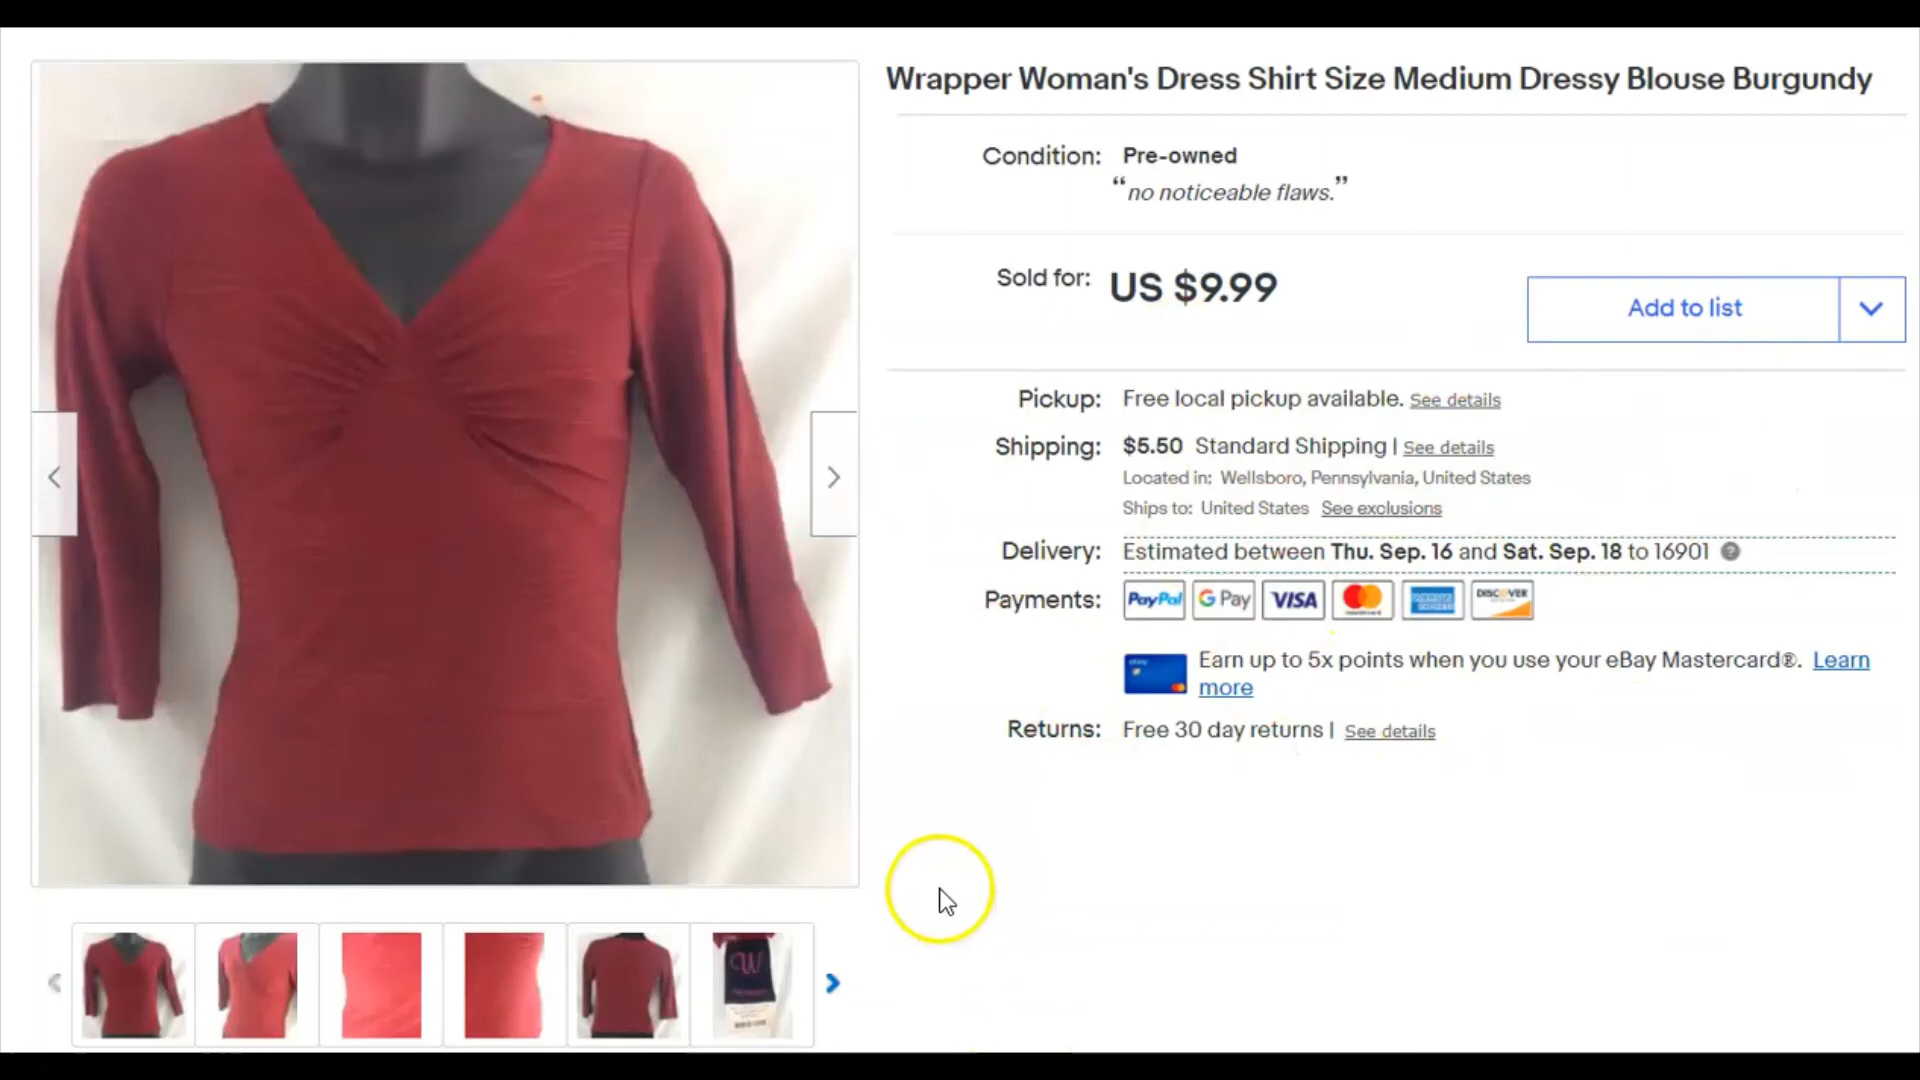 Wrapper Woman's Dress Shirt Size Medium Dressy Blouse Burgundy
Condition: Pre-owned
“no noticeable flaws.”
Sold for: US $9.99
Add to list
Pickup: Free local pickup available. See details
Shipping: $5.50 Standard Shipping | See details
Located in: Wellsboro, Pennsylvania, United States
Ships to: United States See exclusions
Delivery: Estimated between Thu. Sep. 16 and Sat. Sep. 18 to 16901 ?
Payments: PayPal G Pay VISA AMERICAN EXPRESS DISCOVER
ebay
Earn up to 5x points when you use your eBay Mastercard®. Learn
more
Returns: Free 30 day returns | See details
W